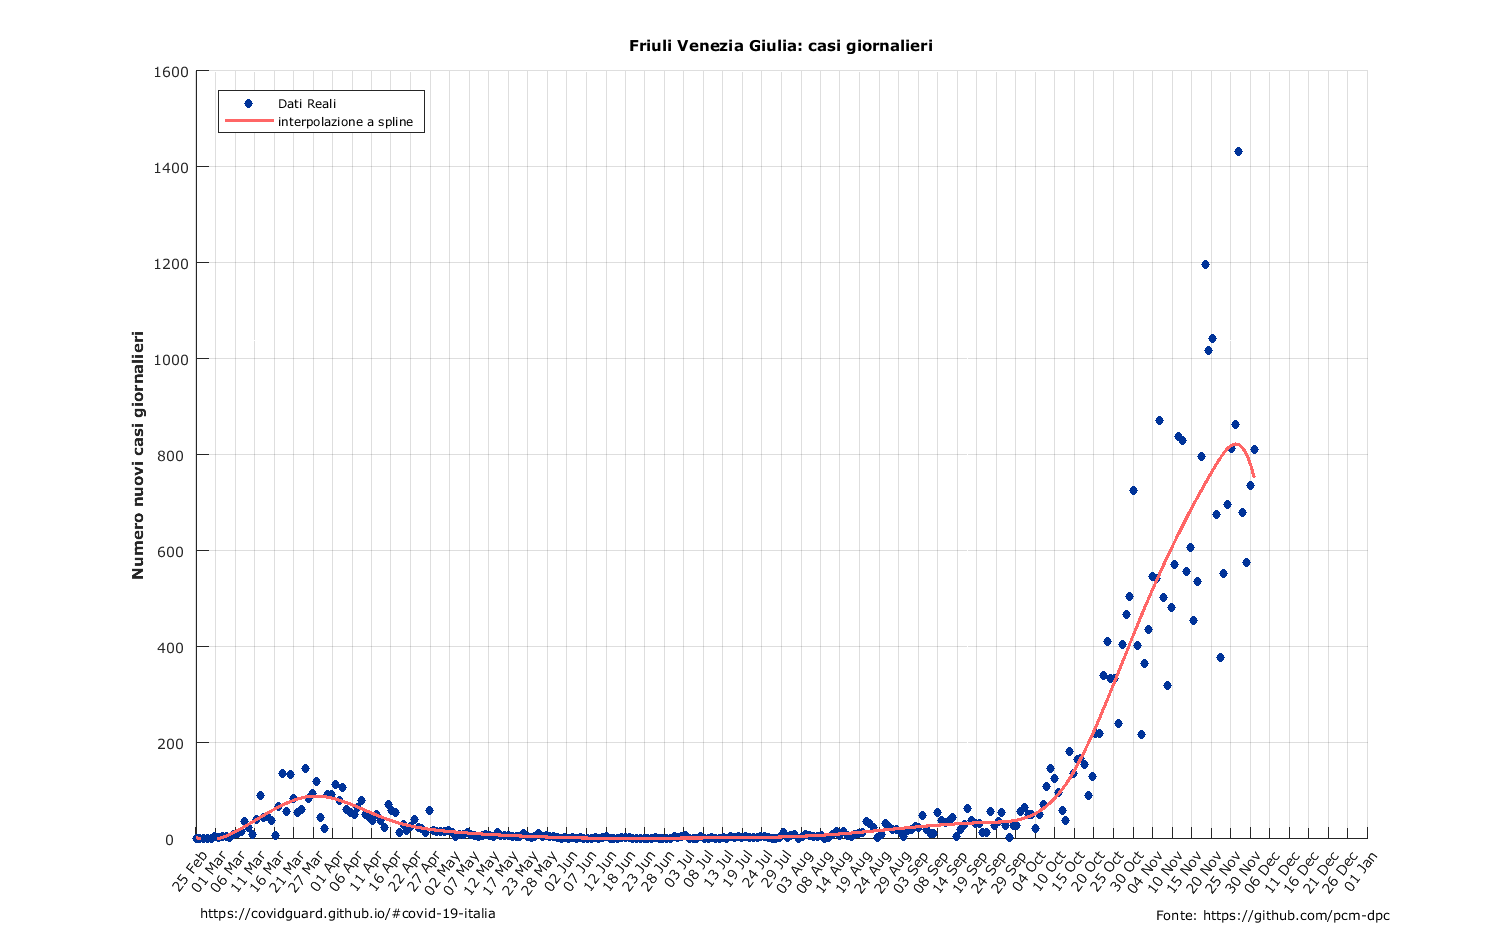 Friuli Venezia Giulia: casi giornalieri
1600
1400
1200
1000
800
600
400
200
0
Numero nuovi casi giornalieri
Dati Reali
interpolazione a spline
25 Feb
01 Mar
06 Mar
11 Mar
16 Mar
21 Mar
27 Mar
01 Apr
06 Apr
11 Apr
16 Apr
22 Apr
27 Apr
02 May
07 May
12 May
17 May
23 May
28 May
02 Jun
07 Jun
12 Jun
18 Jun
23 Jun
28 Jun
03 Jul
08 Jul
13 Jul
19 Jul
24 Jul
29 Jul
03 Aug
08 Aug
14 Aug
19 Aug
24 Aug
29 Aug
03 Sep
08 Sep
14 Sep
19 Sep
24 Sep
29 Sep
04 Oct
10 Oct
15 Oct
20 Oct
25 Oct
30 Oct
04 Nov
10 Nov
15 Nov
20 Nov
25 Nov
30 Nov
06 Dec
11 Dec
16 Dec
21 Dec
26 Dec
01 Jan
https://covidguard.github.io/#covid-19-italia
Fonte: https://github.com/pcm-dpc